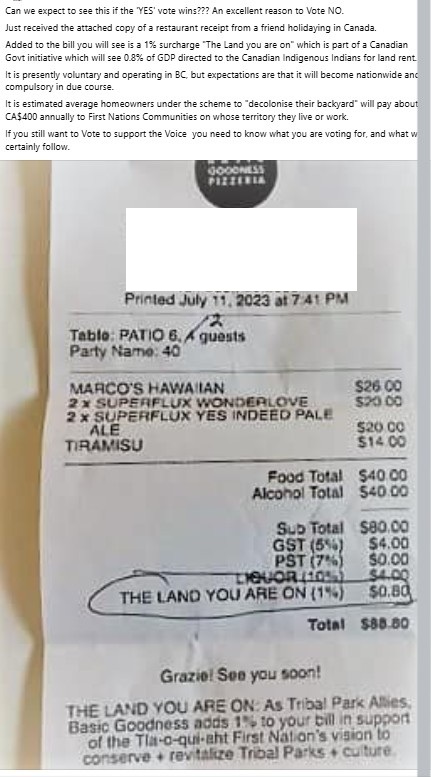 Can we expect to see this if the 'YES' vote wins??? An excellent reason to Vote NO.
Just received the attached copy of a restaurant receipt from a friend holidaying in Canada.
Added to the bill you will see is a 1% surcharge "The Land you are on" which is part of a Canadian
Govt initiative which will see 0.8% of GDP directed to the Canadian Indigenous Indians for land rent.
It is presently voluntary and operating in BC, but expectations are that it will become nationwide and
compulsory in due course.
It is estimated average homeowners under the scheme to "decolonise their backyard" will pay about
CA$400 annually to First Nations Communities on whose territory they live or work.
If you still want to Vote to support the Voice you need to know what you are voting for, and what w
certainly follow.
GOODNESS
PIZZERIA
Printed July 11, 2023 at 7:41 PM
2
Table: PATIO 6, guests
Party Name: 40
MARCO'S HAWAIIAN $26.00
2 x SUPERFLUX WONDERLOVE $20.00
2 x SUPERFLUX YES INDEED PALE
ALE $20.00
TIRAMISU $14.00
Food Total $40.00
Alcohol Total $40.00
Sub Total $80.00
GST (5%) $4.00
PST (7%) $0.00
LIQUOR (10%) $4.00
THE LAND YOU ARE ON (1%) $0.80
Total $88.80
Grazie! See you soon!
THE LAND YOU ARE ON: As Tribal Park Allies,
Basic Goodness adds 1% to your bill in support
of the Tla-o-qui-aht First Nation's vision to
conserve + revitalize Tribal Parks + culture.